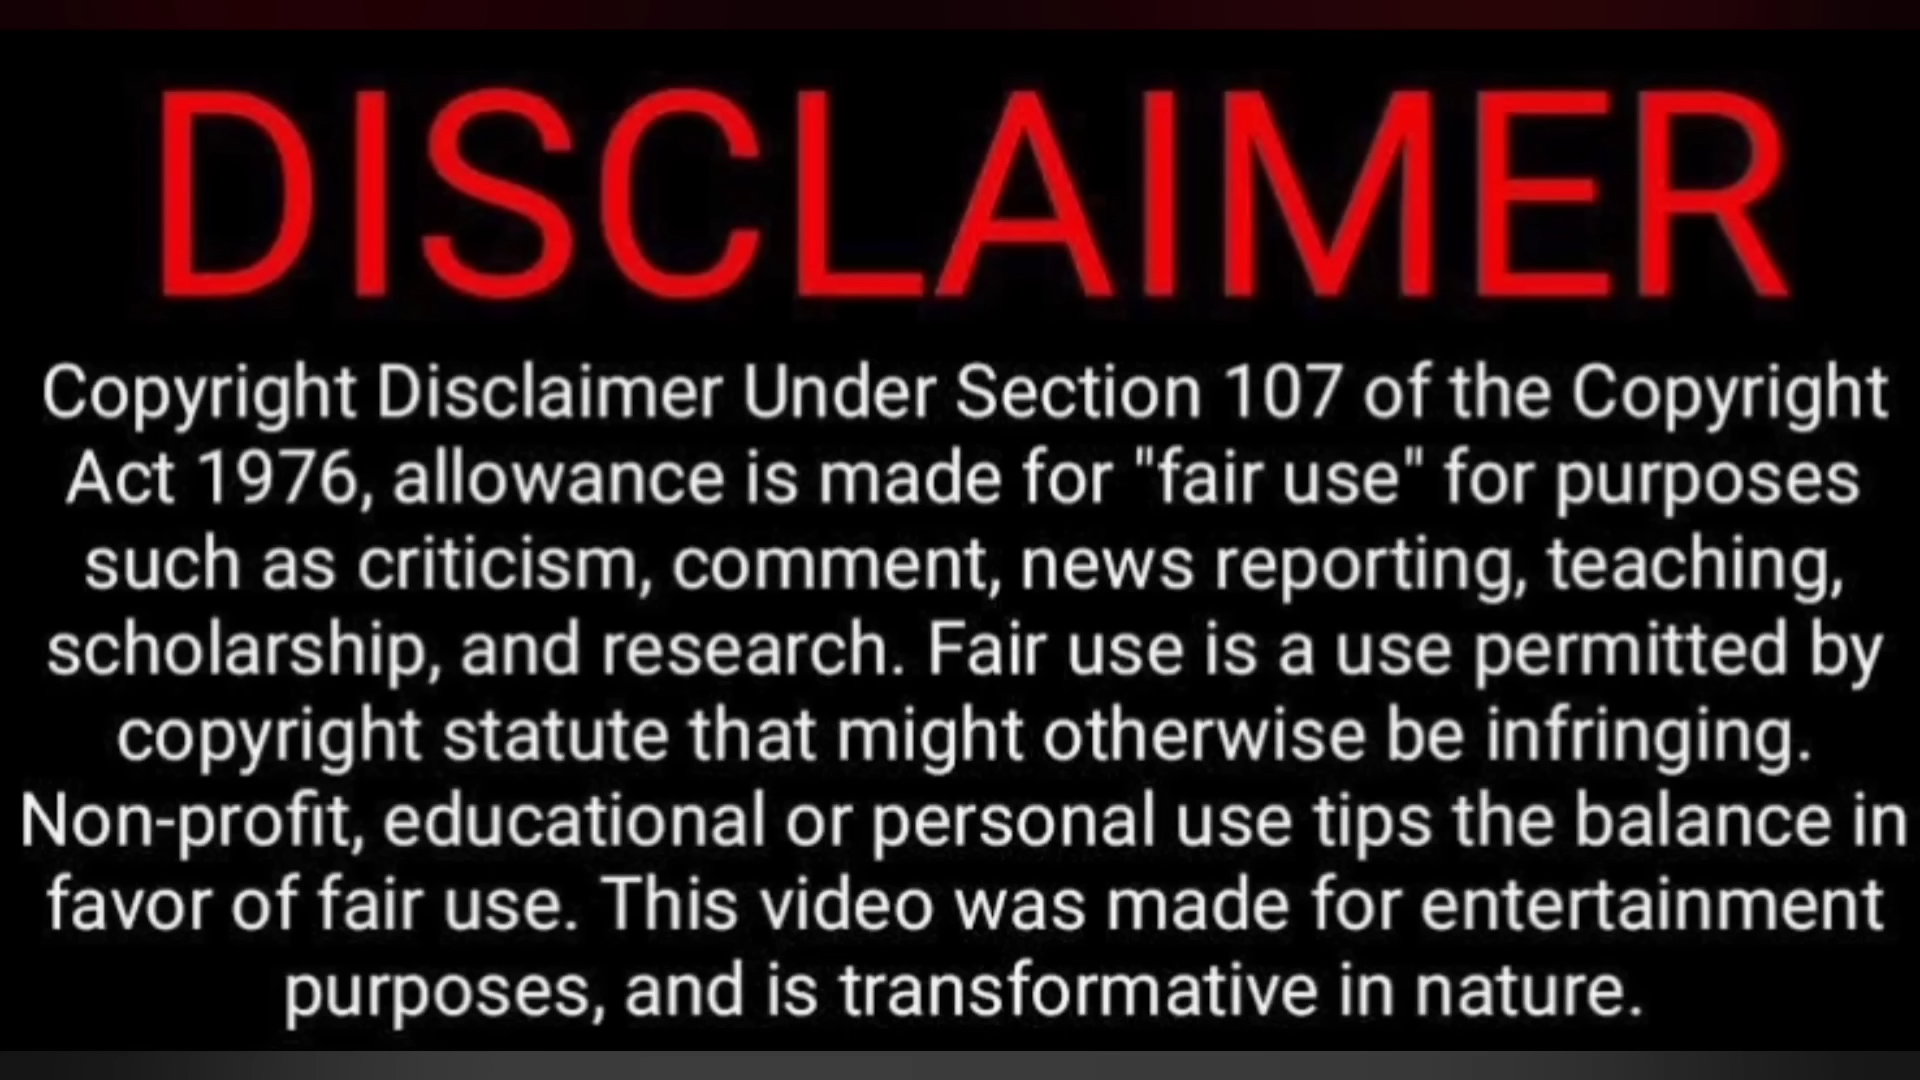 DISCLAIMER
Copyright Disclaimer Under Section 107 of the Copyright
Act 1976, allowance is made for "fair use" for purposes
such as criticism, comment, news reporting, teaching,
scholarship, and research. Fair use is a use permitted by
copyright statute that might otherwise be infringing.
Non-profit, educational or personal use tips the balance in
favor of fair use. This video was made for entertainment
purposes, and is transformative in nature.